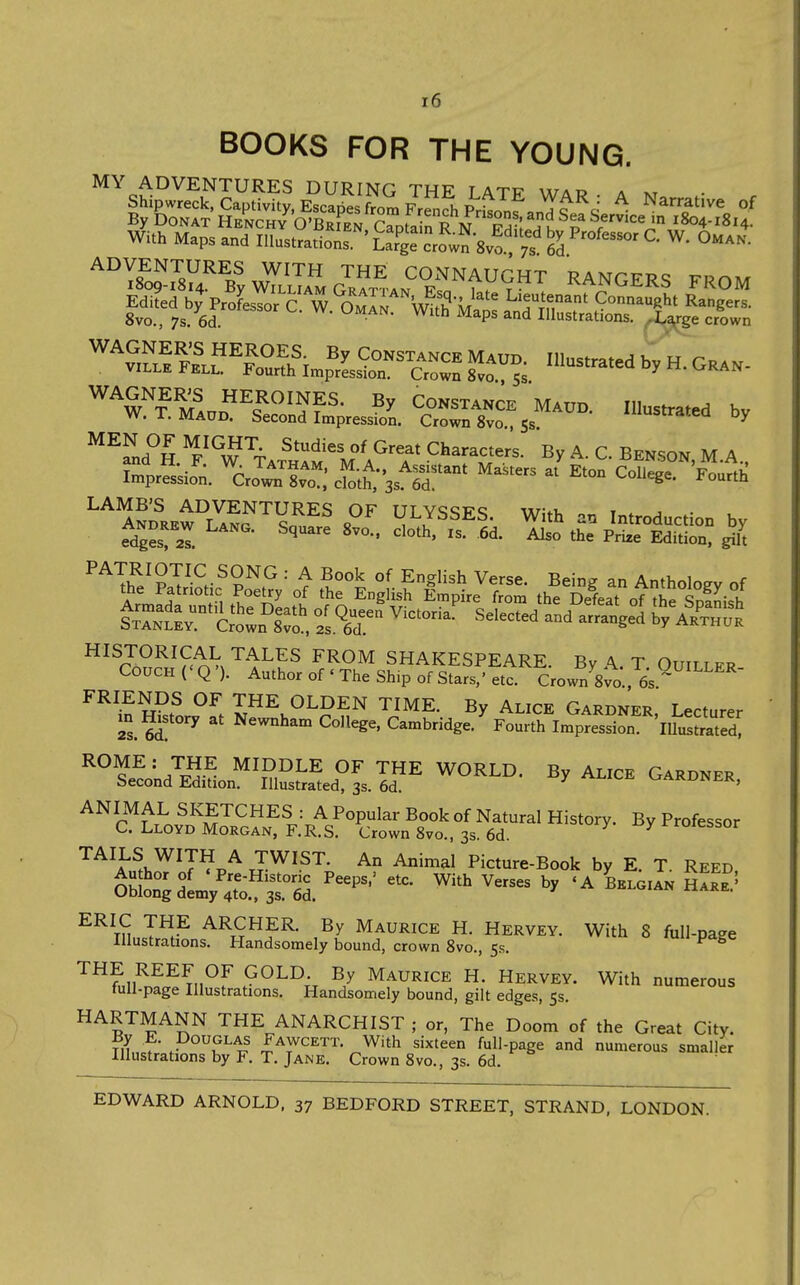 16
BOOKS FOR THE YOUNG.
MY ADVENTURES DURING THE LATE WAR: A Narrative of
Shipwreck, Captivity, Escapes from French Prisons, and Sea Service in 1804-1814.
By DONAT HENCHY O'BRIEN, Captain R.N. Edited by Professor C. W. OMAN.
With Maps and Illustrations. Large crown 8vo., 7s. 6d.
ADVENTURES WITH THE CONNAUGHT RANGERS FROM
1809-1814. By WILLIAM GRATTAN, Esq., late Lieutenant Connaught Rangers.
Edited by Professor C. W. OMAN. With Maps and Illustrations. Large crown
8vo., 7s. 6d.
WAGNER'S HEROES. By CONSTANCE MAUD. Illustrated by H. GRAN-
VILLE FELL. Fourth Impression. Crown 8vo., 5s.
WAGNER'S HEROINES. By CONSTANCE MAUD. Illustrated by
W. T. MAUD. Second Impression. Crown 8vo., 5s.
MEN OF MIGHT. Studies of Great Characters. By A. C. BENSON, M.A.,
and H. F. W. TATHAM, M.A., Assistant Masters at Eton College. Fourth
Impression. Crown 8vo., cloth, 3s. 6d.
LAMB'S ADVENTURES OF ULYSSES. With an Introduction by
ANDREW LANG. Square 8vo., cloth, 1s. 6d. Also the Prize Edition, gilt
edges, 2s.
PATRIOTIC SONG: A Book of English Verse. Being an Anthology of
the Patriotic Poetry of the English Empire from the Defeat of the Spanish
Armada until the Death of Queen Victoria. Selected and arranged by ARTHUR
STANLEY. Crown 8vo., 2s. 6d.
HISTORICAL TALES FROM SHAKESPEARE. By A. T. QUILLER-
COUCH ('Q'). Author of 'The Ship of Stars,' etc. Crown 8vo., 6s.
FRIENDS OF THE OLDEN TIME. By ALICE GARDNER, Lecturer
in History at Newnham College, Cambridge. Fourth Impression. Illustrated,
2s. 6d.
ROME: THE MIDDLE OF THE WORLD. By ALICE GARDNER,
Second Edition. Illustrated, 3s. 6d.
ANIMAL SKETCHES: A Popular Book of Natural History. By Professor
C. LLOYD MORGAN, F.R.S. Crown 8vo., 3s. 6d.
TAILS WITH A TWIST. An Animal Picture-Book by E. T. REED,
Author of 'Pre-Historic Peeps,' etc. With Verses by 'A BELGIAN HARE.'
Oblong demy 4to., 3s. 6d.
ERIC THE ARCHER. By MAURICE H. HERVEY. With 8 full-page
Illustrations. Handsomely bound, crown 8vo., 5s.
THE REEF OF GOLD. By MAURICE H. HERVEY. With numerous
full-page Illustrations. Handsomely bound, gilt edges, 5s.
HARTMANN THE ANARCHIST; or, The Doom of the Great City.
By E. DOUGLAS FAWCETT. With sixteen full-page and numerous smaller
Illustrations by F. T. JANE. Crown 8vo., 3s. 6d.
EDWARD ARNOLD, 37 BEDFORD STREET, STRAND, LONDON.